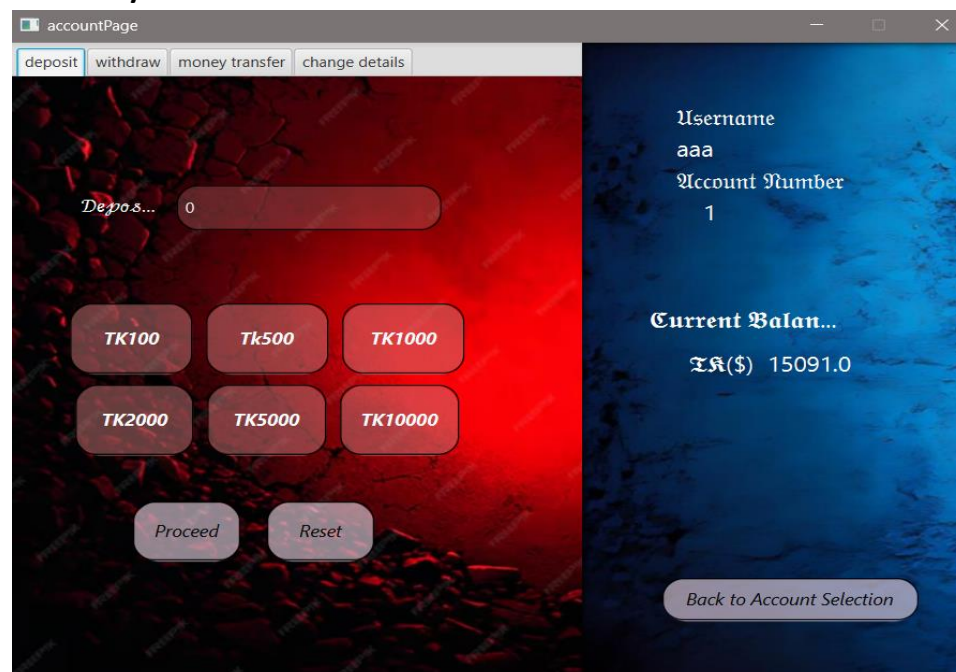 accountPage
deposit withdraw money transfer change details
Username
aaa
Account Number
1
Depos... 0
TK100 Tk500 TK1000
Current Balan...
TK($) 15091.0
TK2000 TK5000 TK10000
Proceed Reset
Back to Account Selection